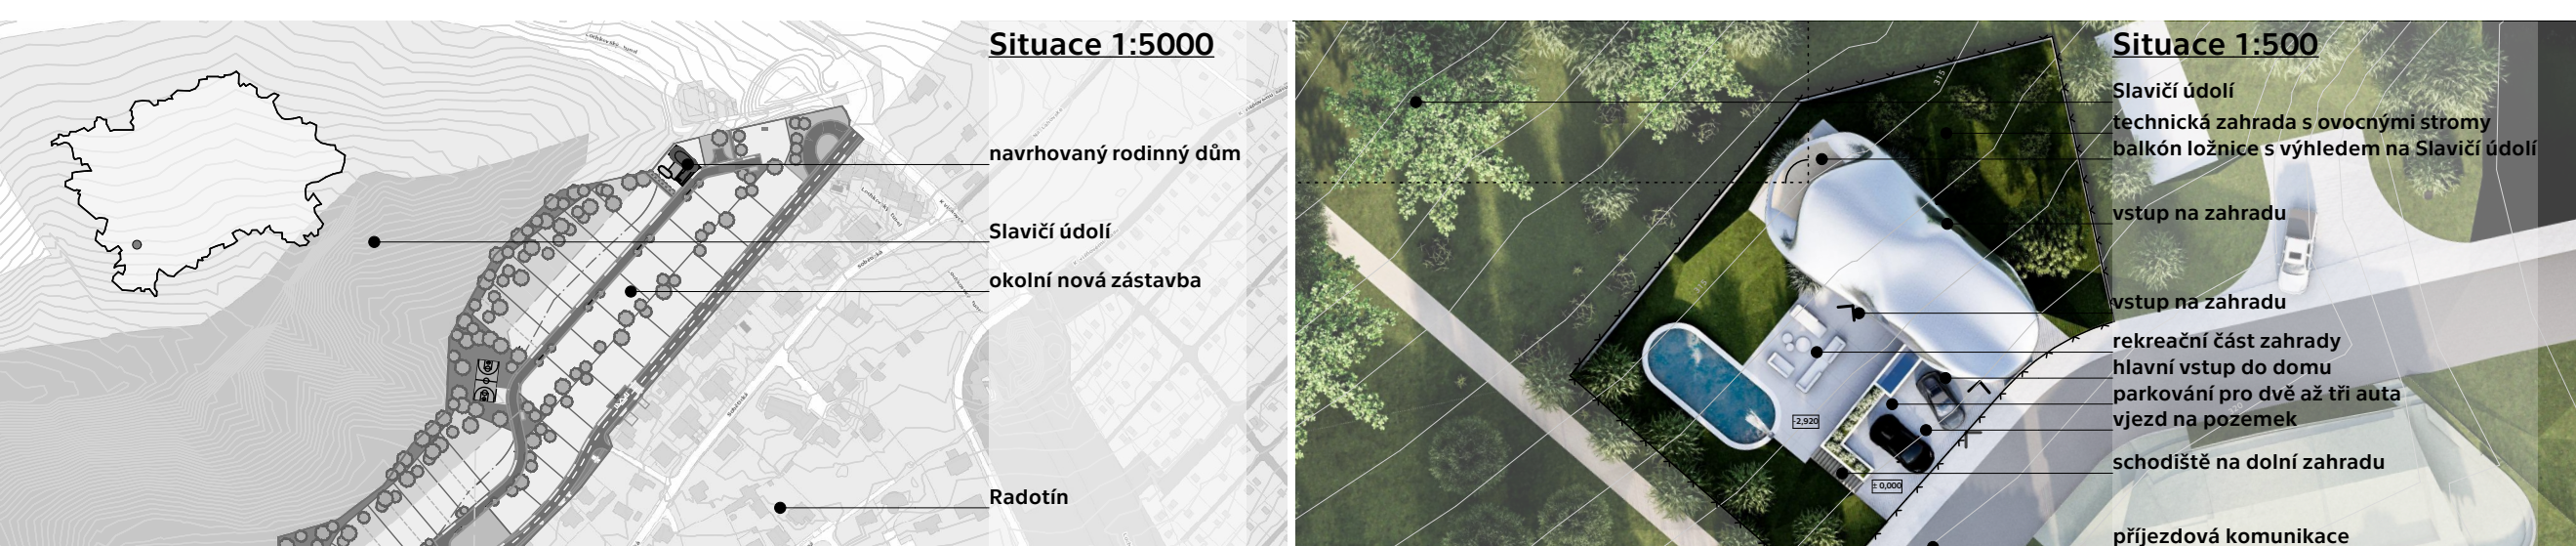 Situace 1:5000
navrhovaný rodinný dům
Slavičí údolí
okolní nová zástavba
Radotín
Situace 1:500
Slavičí údolí
technická zahrada s ovocnými stromy
balkón ložnice s výhledem na Slavičí údolí
vstup na zahradu
vstup na zahradu
rekreační část zahrady
hlavní vstup do domu
parkování pro dvě až tři auta
vjezd na pozemek
schodiště na dolní zahradu
příjezdová komunikace
315
315
-2,920
± 0,000